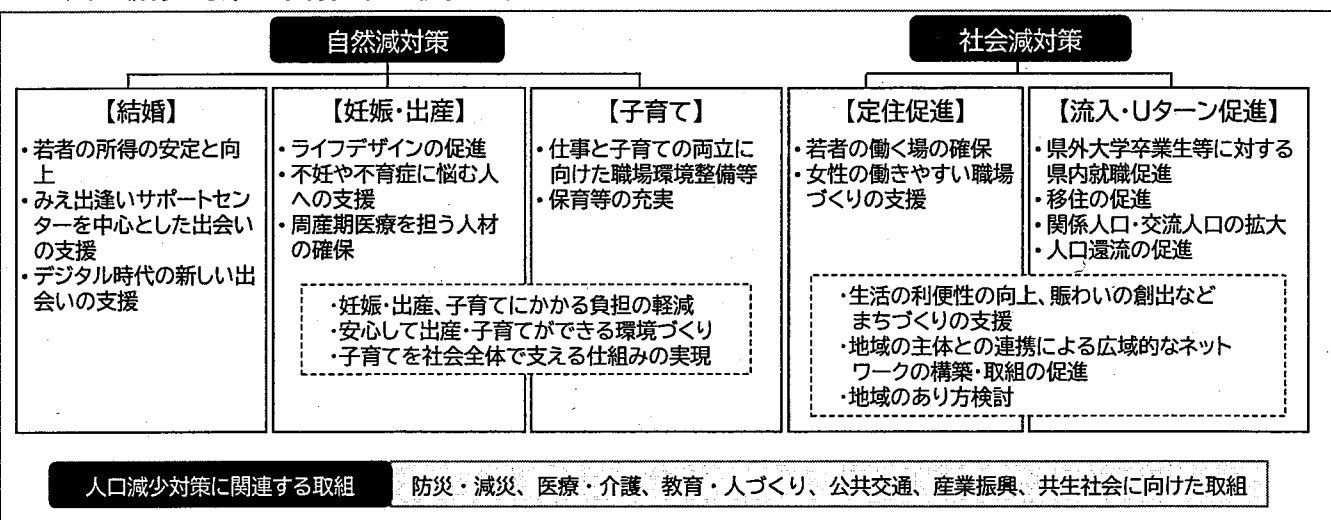 自然減対策
社会減対策
【結婚】
・若者の所得の安定と向
上
・みえ出逢いサポートセン
ターを中心とした出会い
の支援
・デジタル時代の新しい出
会いの支援
【妊娠・出産】
・ライフデザインの促進
・不妊や不育症に悩む人
への支援
・周産期医療を担う人材
の確保
【子育て】
・仕事と子育ての両立に
向けた職場環境整備等
・保育等の充実
・妊娠・出産、子育てにかかる負担の軽減
・安心して出産・子育てができる環境づくり
・子育てを社会全体で支える仕組みの実現
【定住促進】
・若者の働く場の確保
・女性の働きやすい職場
づくりの支援
【流入・Uターン促進】
・県外大学卒業生等に対する
県内就職促進
・移住の促進
・関係人口・交流人口の拡大
・人口還流の促進
・生活の利便性の向上、賑わいの創出など
まちづくりの支援
・地域の主体との連携による広域的なネット
ワークの構築・取組の促進
・地域のあり方検討
人口減少対策に関連する取組
防災・減災、医療・介護、教育・人づくり、公共交通、産業振興、共生社会に向けた取組